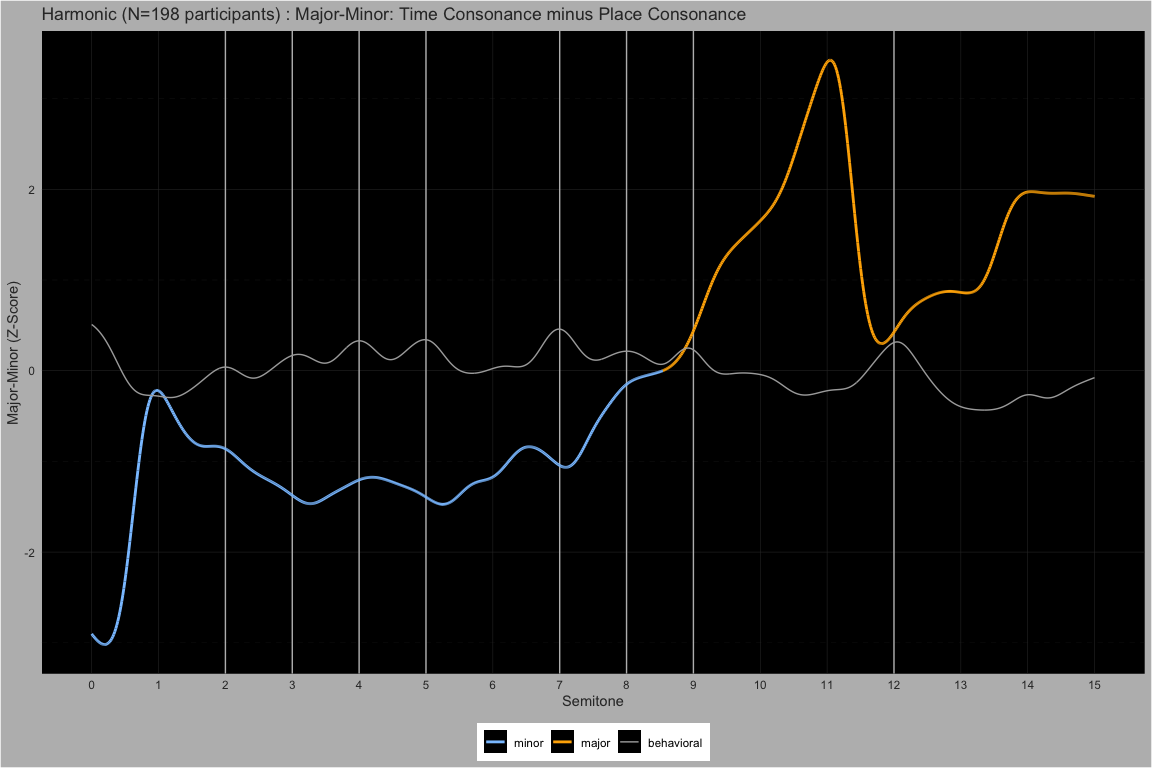 Harmonic (N=198 participants) : Major-Minor: Time Consonance minus Place Consonance
Major-Minor (Z-Score)
2
0
-2
0 1 2 3 4 5 6 7 8 9 10 11 12 13 14 15
Semitone
minor major behavioral